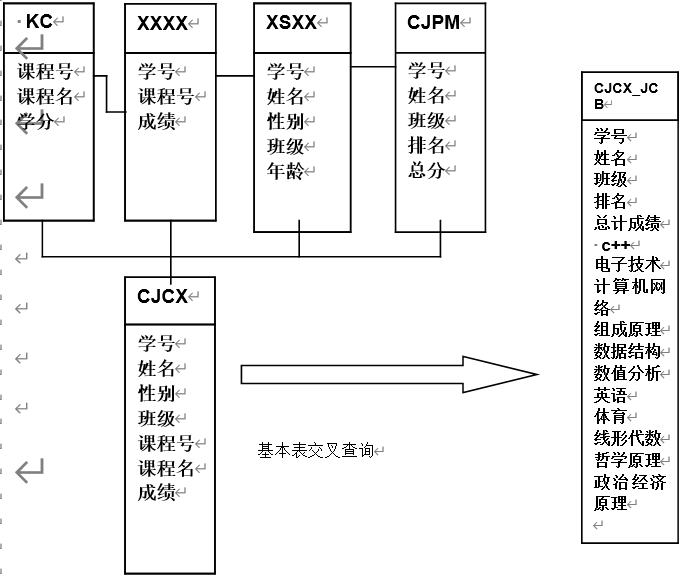 KC
课程号
课程名
学分
XXXX
学号
课程号
成绩
XSXX
学号
姓名
性别
班级
年龄
CJPM
学号
姓名
班级
排名
总分
CJCX
学号
姓名
性别
班级
课程号
课程名
成绩
基本表交叉查询
CJCX_JC
B
学号
姓名
班级
排名
总计成绩
c++
电子技术
计算机网
络
组成原理
数据结构
数值分析
英语
体育
线形代数
哲学原理
政治经济
原理